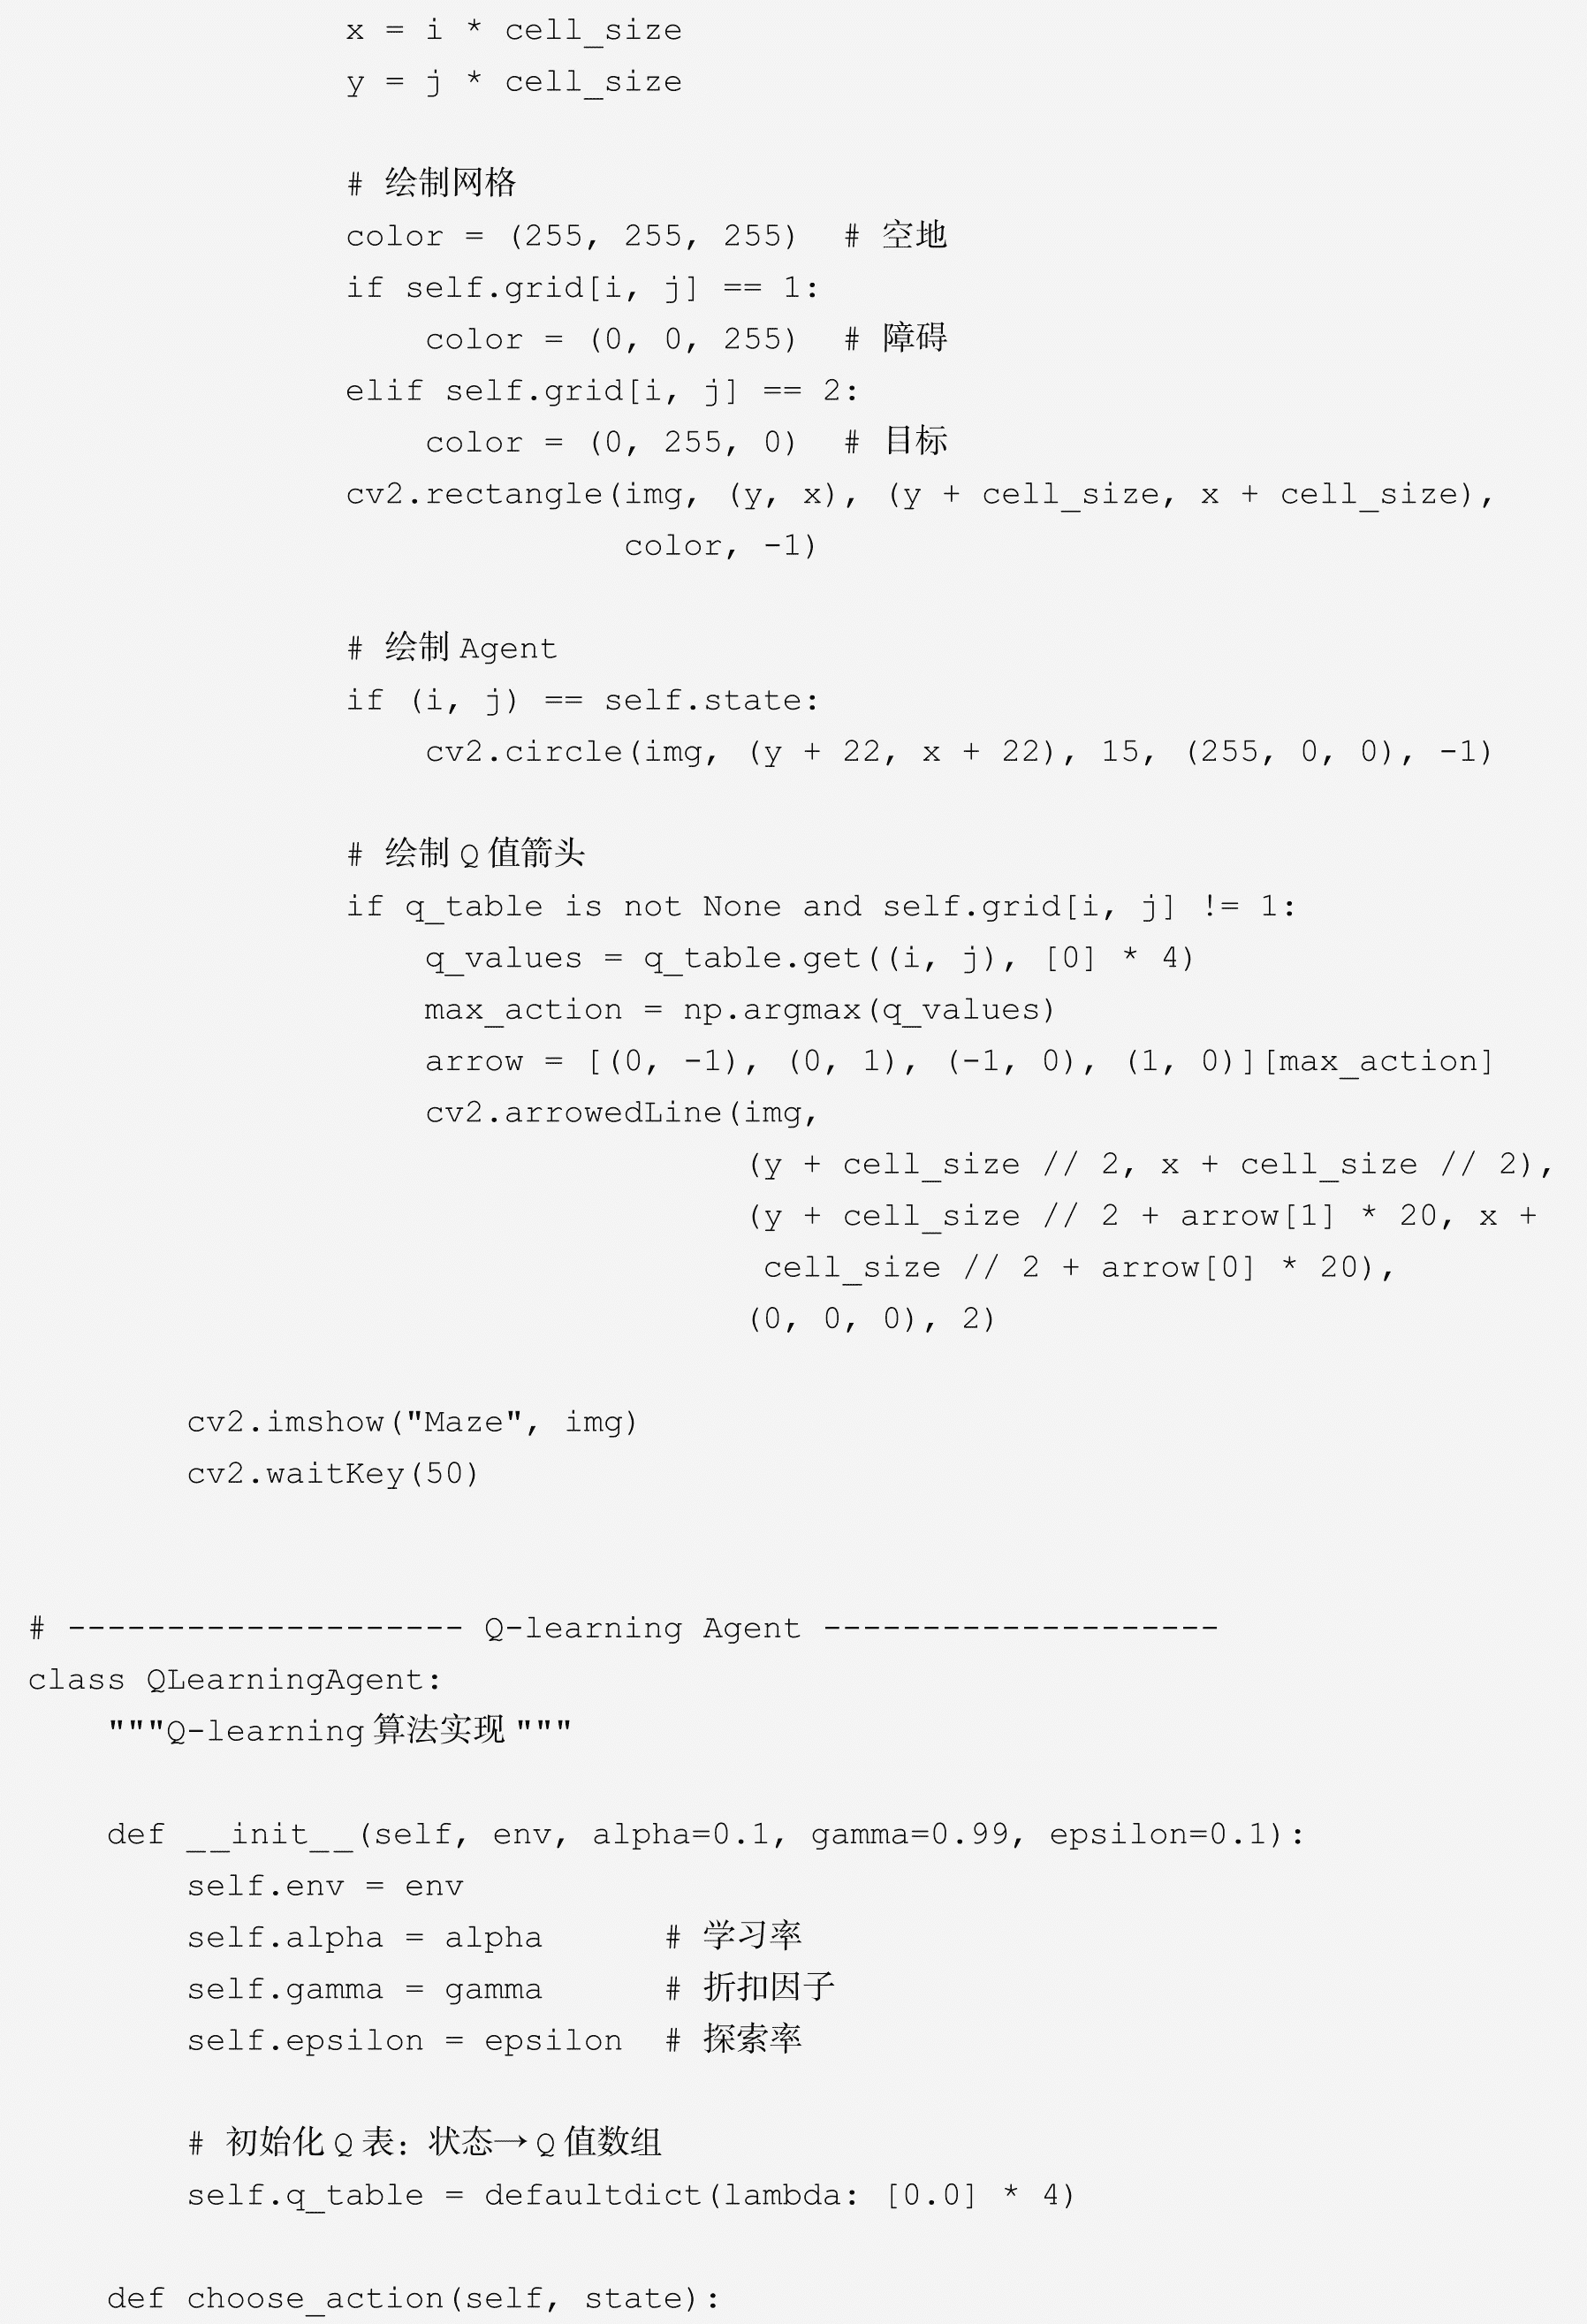 x = i * cell_size
                y = j * cell_size

                # 绘制网格
                color = (255, 255, 255)  # 空地
                if self.grid[i, j] == 1:
                    color = (0, 0, 255)  # 障碍
                elif self.grid[i, j] == 2:
                    color = (0, 255, 0)  # 目标
                cv2.rectangle(img, (y, x), (y + cell_size, x + cell_size),
                              color, -1)

                # 绘制 Agent
                if (i, j) == self.state:
                    cv2.circle(img, (y + 22, x + 22), 15, (255, 0, 0), -1)

                # 绘制 Q 值箭头
                if q_table is not None and self.grid[i, j] != 1:
                    q_values = q_table.get((i, j), [0] * 4)
                    max_action = np.argmax(q_values)
                    arrow = [(0, -1), (0, 1), (-1, 0), (1, 0)][max_action]
                    cv2.arrowedLine(img,
                                    (y + cell_size // 2, x + cell_size // 2),
                                    (y + cell_size // 2 + arrow[1] * 20, x +
                                     cell_size // 2 + arrow[0] * 20),
                                    (0, 0, 0), 2)

        cv2.imshow("Maze", img)
        cv2.waitKey(50)


# -------------------- Q-learning Agent --------------------
class QLearningAgent:
    """Q-learning 算法实现 """

    def __init__(self, env, alpha=0.1, gamma=0.99, epsilon=0.1):
        self.env = env
        self.alpha = alpha      # 学习率
        self.gamma = gamma      # 折扣因子
        self.epsilon = epsilon  # 探索率

        # 初始化 Q 表：状态→Q 值数组
        self.q_table = defaultdict(lambda: [0.0] * 4)

    def choose_action(self, state):